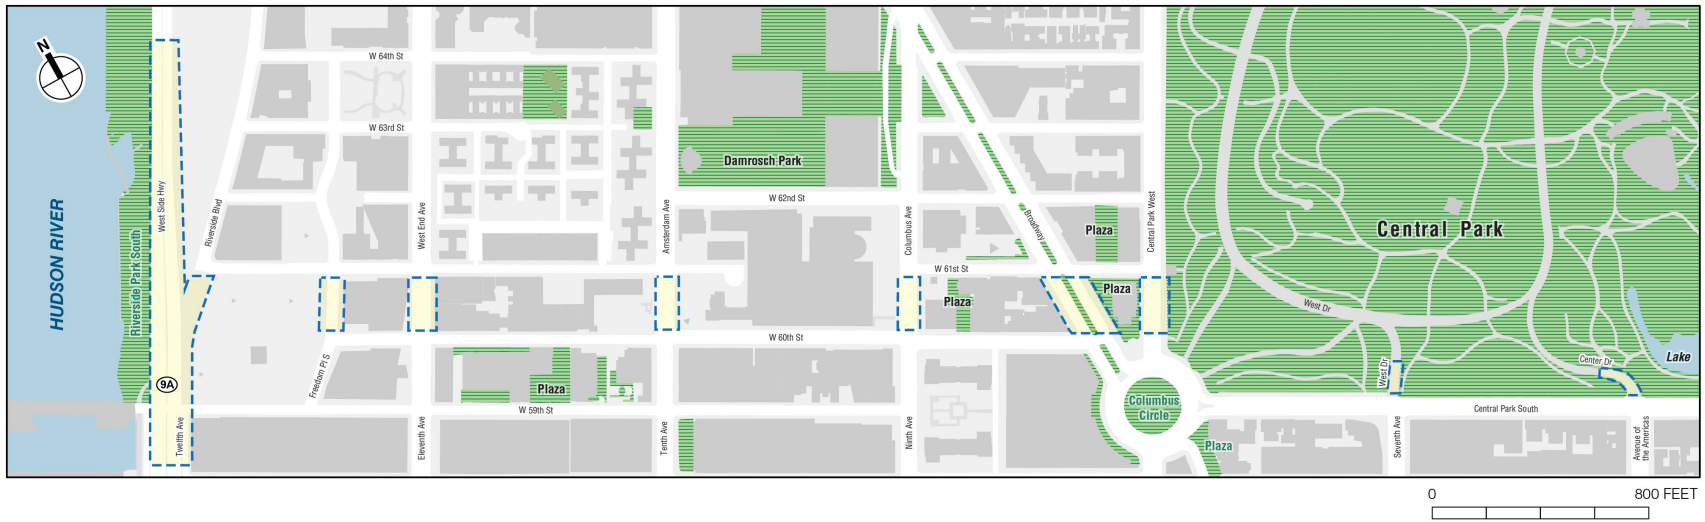 N
HUDSON RIVER
Riverside Park South
West Side Hwy
9A
Twelfth Ave
Riverside Blvd
Freedom Pl S
W 64th St
W 63rd St
West End Ave
Eleventh Ave
Amsterdam Ave
Tenth Ave
Damrosch Park
W 62nd St
Columbus Ave
Ninth Ave
W 61st St
W 60th St
W 59th St
Plaza
Plaza
Plaza
Plaza
Broadway
Central Park West
Columbus
Circle
Plaza
Central Park
West Dr
West Dr
Center Dr
Lake
Central Park South
Seventh Ave
Avenue of
the Americas
0
800 FEET